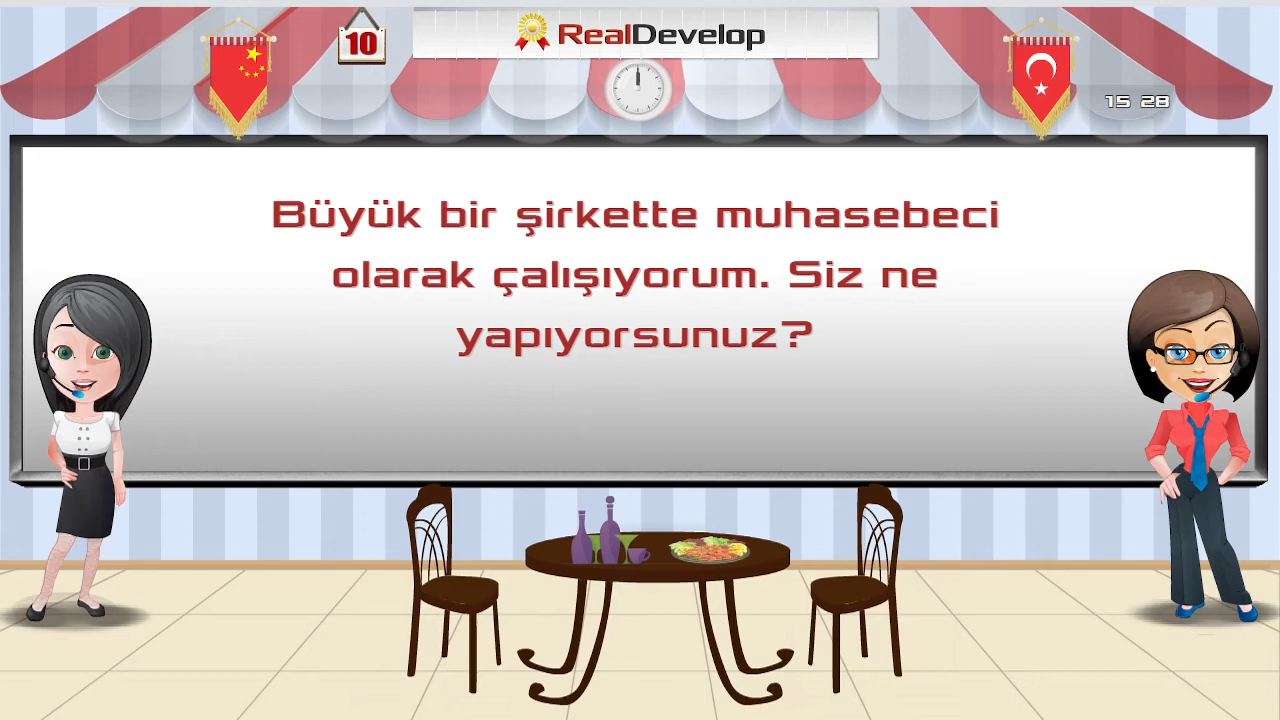 10
RealDevelop
15 28
Büyük bir şirkette muhasebeci
olarak çalışıyorum. Siz ne
yapıyorsunuz?